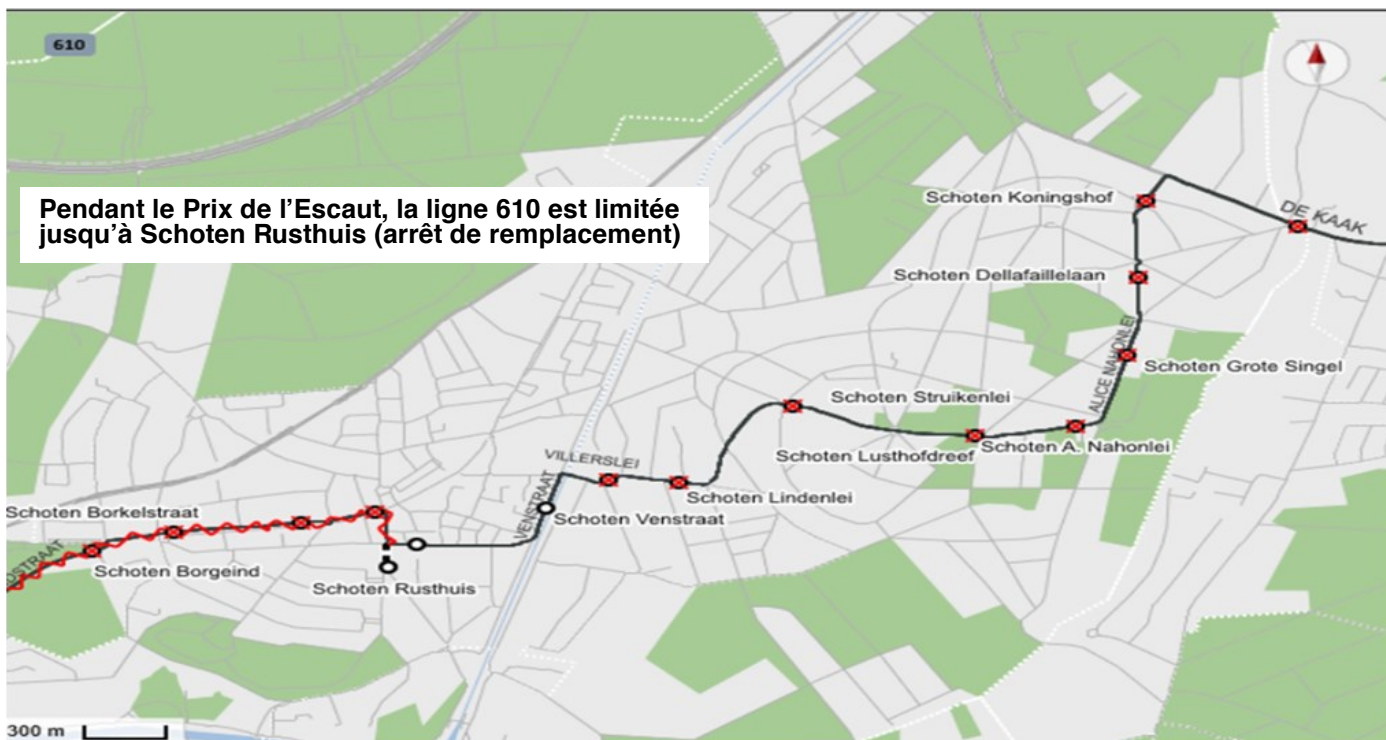 610
Pendant le Prix de l'Escaut, la ligne 610 est limitée
jusqu'à Schoten Rusthuis (arrêt de remplacement)
Schoten Koningshof
DE KAAK
Schoten Dellafaillelaan
ALICE NAHONLEI
Schoten Grote Singel
Schoten Struikenlei
Schoten Lusthofdreef
Schoten A. Nahonlei
VILLERSLEI
Schoten Lindenlei
VENSTRAAT
Schoten Venstraat
Schoten Borkelstraat
Schoten Borgeind
Schoten Rusthuis
300 m